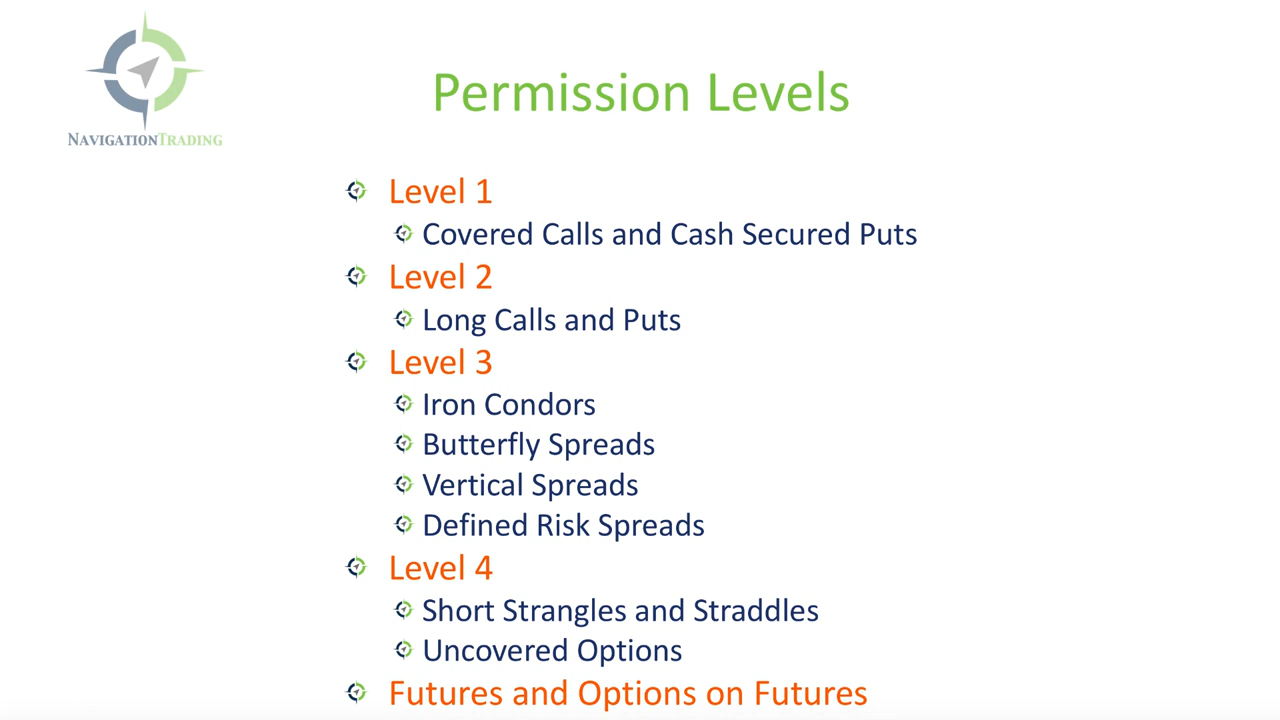 NAVIGATIONTRADING
Permission Levels
Level 1
Covered Calls and Cash Secured Puts
Level 2
Long Calls and Puts
Level 3
Iron Condors
Butterfly Spreads
Vertical Spreads
Defined Risk Spreads
Level 4
Short Strangles and Straddles
Uncovered Options
Futures and Options on Futures